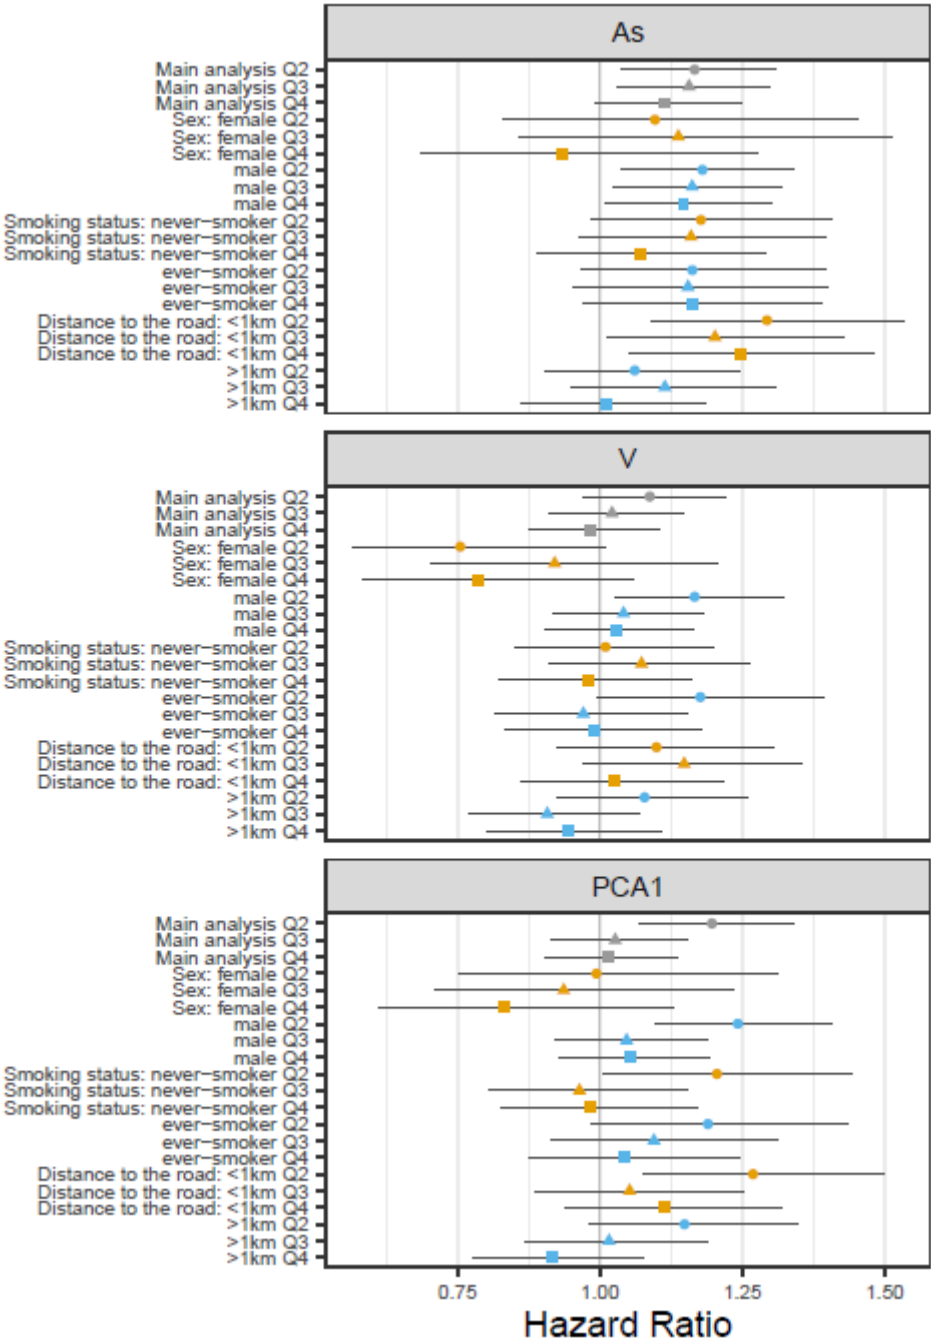 As
Main analysis Q2
Main analysis Q3
Main analysis Q4
Sex: female Q2
Sex: female Q3
Sex: female Q4
male Q2
male Q3
male Q4
Smoking status: never−smoker Q2
Smoking status: never−smoker Q3
Smoking status: never−smoker Q4
ever−smoker Q2
ever−smoker Q3
ever−smoker Q4
Distance to the road: <1km Q2
Distance to the road: <1km Q3
Distance to the road: <1km Q4
>1km Q2
>1km Q3
>1km Q4
V
Main analysis Q2
Main analysis Q3
Main analysis Q4
Sex: female Q2
Sex: female Q3
Sex: female Q4
male Q2
male Q3
male Q4
Smoking status: never−smoker Q2
Smoking status: never−smoker Q3
Smoking status: never−smoker Q4
ever−smoker Q2
ever−smoker Q3
ever−smoker Q4
Distance to the road: <1km Q2
Distance to the road: <1km Q3
Distance to the road: <1km Q4
>1km Q2
>1km Q3
>1km Q4
PCA1
Main analysis Q2
Main analysis Q3
Main analysis Q4
Sex: female Q2
Sex: female Q3
Sex: female Q4
male Q2
male Q3
male Q4
Smoking status: never−smoker Q2
Smoking status: never−smoker Q3
Smoking status: never−smoker Q4
ever−smoker Q2
ever−smoker Q3
ever−smoker Q4
Distance to the road: <1km Q2
Distance to the road: <1km Q3
Distance to the road: <1km Q4
>1km Q2
>1km Q3
>1km Q4
0.75 1.00 1.25 1.50
Hazard Ratio